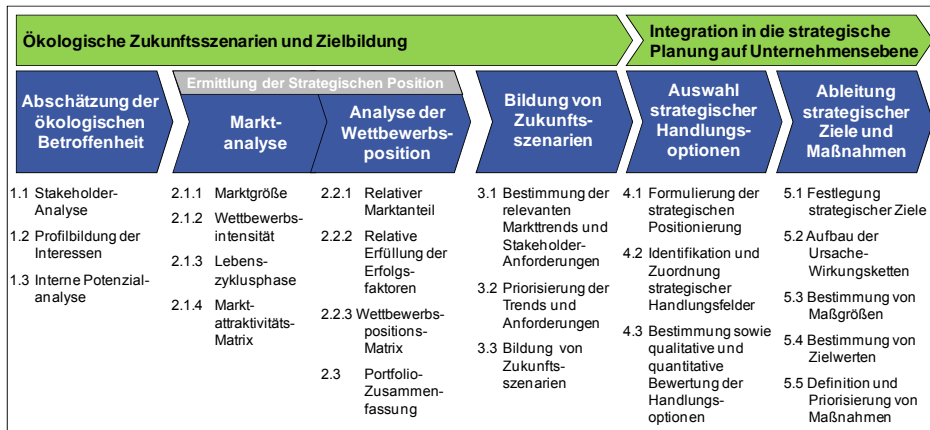 Ökologische Zukunftsszenarien und Zielbildung
Integration in die strategische
Planung auf Unternehmensebene
Ermittlung der Strategischen Position
Abschätzung der
ökologischen
Betroffenheit
Markt-
analyse
Analyse der
Wettbewerbs-
position
Bildung von
Zukunfts-
szenarien
Auswahl
strategischer
Handlungs-
optionen
Ableitung
strategischer
Ziele und
Maßnahmen
1.1 Stakeholder-
Analyse
1.2 Profilbildung der
Interessen
1.3 Interne Potenzial-
analyse
2.1.1 Marktgröße
2.1.2 Wettbewerbs-
intensität
2.1.3 Lebens-
zyklusphase
2.1.4 Markt-
attraktivitäts-
Matrix
2.2.1 Relativer
Marktanteil
2.2.2 Relative
Erfüllung der
Erfolgs-
faktoren
2.2.3 Wettbewerbs-
positions-
Matrix
2.3 Portfolio-
Zusammen-
fassung
3.1 Bestimmung der
relevanten
Markttrends und
Stakeholder-
Anforderungen
3.2 Priorisierung der
Trends und
Anforderungen
3.3 Bildung von
Zukunfts-
szenarien
4.1 Formulierung der
strategischen
Positionierung
4.2 Identifikation und
Zuordnung
strategischer
Handlungsfelder
4.3 Bestimmung sowie
qualitative und
quantitative
Bewertung der
Handlungs-
optionen
5.1 Festlegung
strategischer Ziele
5.2 Aufbau der
Ursache-
Wirkungsketten
5.3 Bestimmung von
Maßgrößen
5.4 Bestimmung von
Zielwerten
5.5 Definition und
Priorisierung von
Maßnahmen